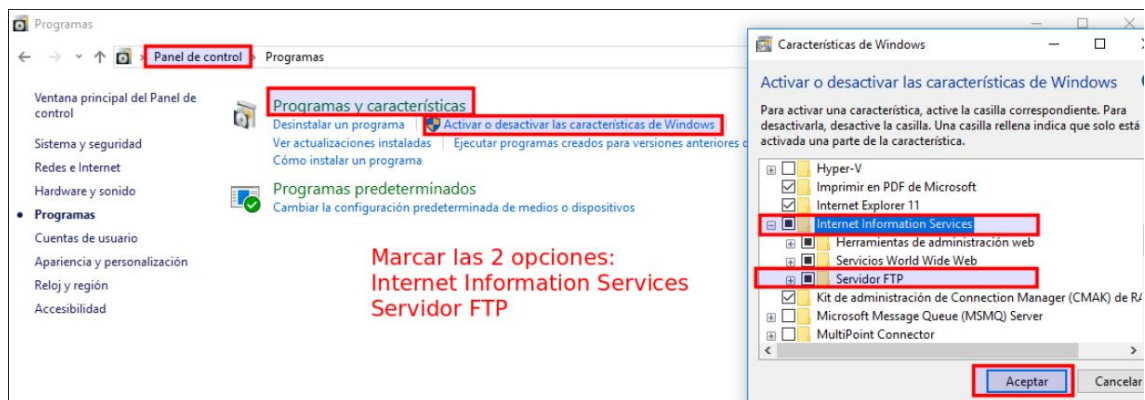 Programas
Panel de control
Programas
Ventana principal del Panel de
control
Sistema y seguridad
Redes e Internet
Hardware y sonido
Programas
Cuentas de usuario
Apariencia y personalización
Reloj y región
Accesibilidad
Programas y características
Desinstalar un programa
Activar o desactivar las características de Windows
Ver actualizaciones instaladas
Ejecutar programas creados para versiones anteriores
Cómo instalar un programa
Programas predeterminados
Cambiar la configuración predeterminada de medios o dispositivos
Marcar las 2 opciones:
Internet Information Services
Servidor FTP
Características de Windows
Activar o desactivar las características de Windows
Para activar una característica, active la casilla correspondiente. Para
desactivarla, desactive la casilla. Una casilla rellena indica que solo está
activada una parte de la característica.
Hyper-V
Imprimir en PDF de Microsoft
Internet Explorer 11
Internet Information Services
Herramientas de administración web
Servicios World Wide Web
Servidor FTP
Kit de administración de Connection Manager (CMAK) de
Microsoft Message Queue (MSMQ) Server
MultiPoint Connector
Aceptar
Cancelar